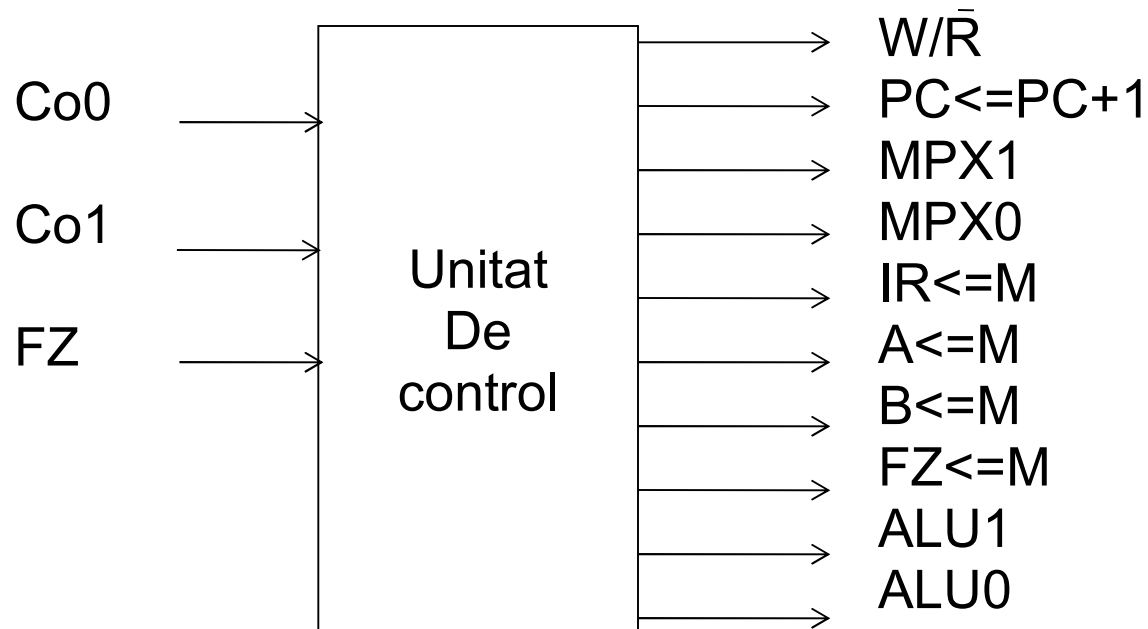 Co0
Co1
FZ
Unitat
De
control
W/R̅
PC<=PC+1
MPX1
MPX0
IR<=M
A<=M
B<=M
FZ<=M
ALU1
ALU0